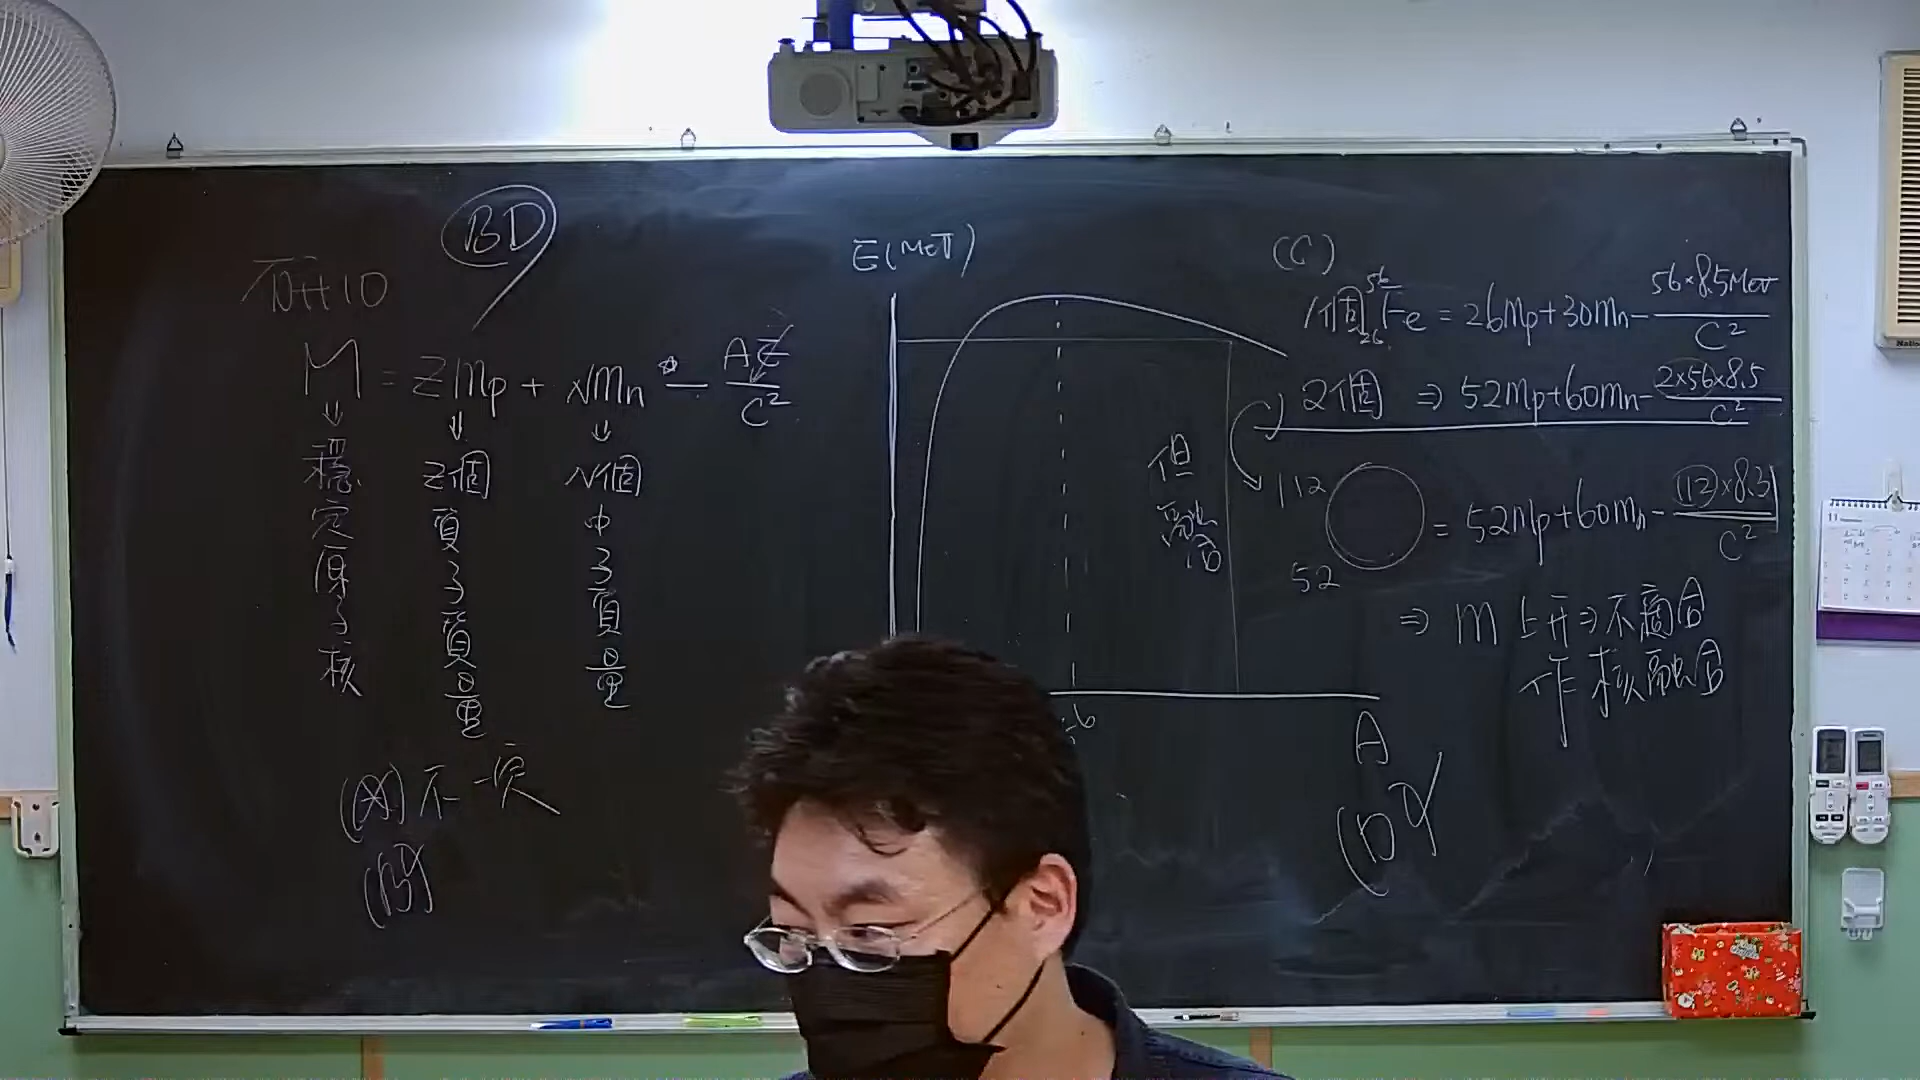 BD
10
M = Zmp + Nmn - AE/C²
↓ ↓ ↓
穩定原子核
Z個質子質量
N個中子質量
(A) 不一定
(B)
E(MeV)
但融合
A
(D)
(C)
1個 ⁵⁶₂₆Fe = 26mp+30mn- 56×8.5MeV/C²
2個 ⇒ 52mp+60mn- 2×56×8.5/C²
112
52
= 52mp+60mn- (112)×8.3/C²
⇒ m 上升⇒不適合
作核融合